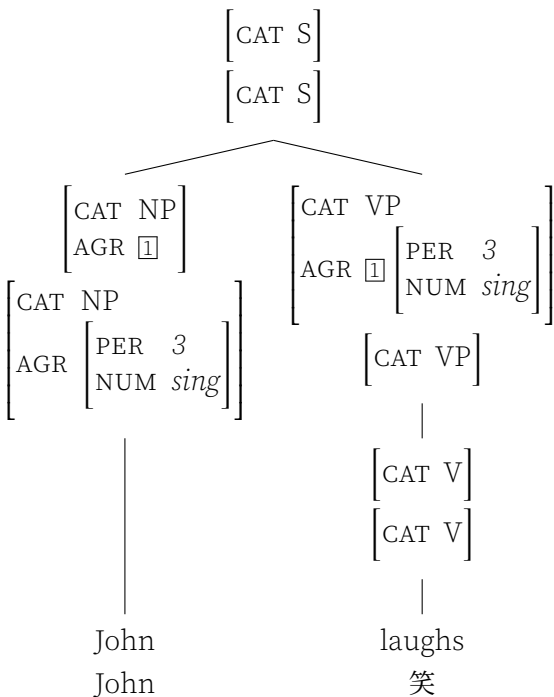 [CAT S]
[CAT S]
[CAT NP
AGR 1]
[CAT VP
AGR 1 [PER 3
NUM sing]]
[CAT NP
AGR [PER 3
NUM sing]]
[CAT VP]
[CAT V]
[CAT V]
John laughs
John 笑